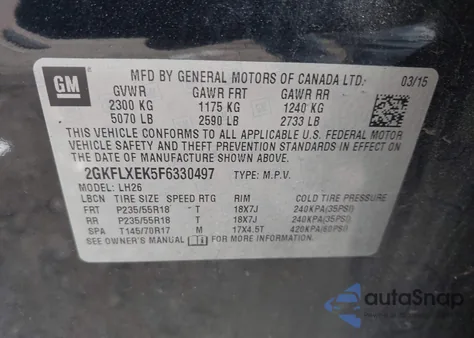 GM
MFD BY GENERAL MOTORS OF CANADA LTD. 03/15
GVWR GAWR FRT GAWR RR
2300 KG 1175 KG 1240 KG
5070 LB 2590 LB 2733 LB
THIS VEHICLE CONFORMS TO ALL APPLICABLE U.S. FEDERAL MOTOR
VEHICLE SAFETY AND THEFT PREVENTION STANDARDS IN EFFECT
ON THE DATE OF MANUFACTURE SHOWN ABOVE.
2GKFLXEK5F6330497 TYPE: M.P.V.
MODEL: LH26
LBCN TIRE SIZE SPEED RTG RIM COLD TIRE PRESSURE
FRT P235/55R18 T 18X7J 240KPA(35PSI)
RR P235/55R18 T 18X7J 240KPA(35PSI)
SPA T145/70R17 M 17X4.5T 420KPA(60PSI)
SEE OWNER'S MANUAL FOR MORE INFORMATION.
autoSnap